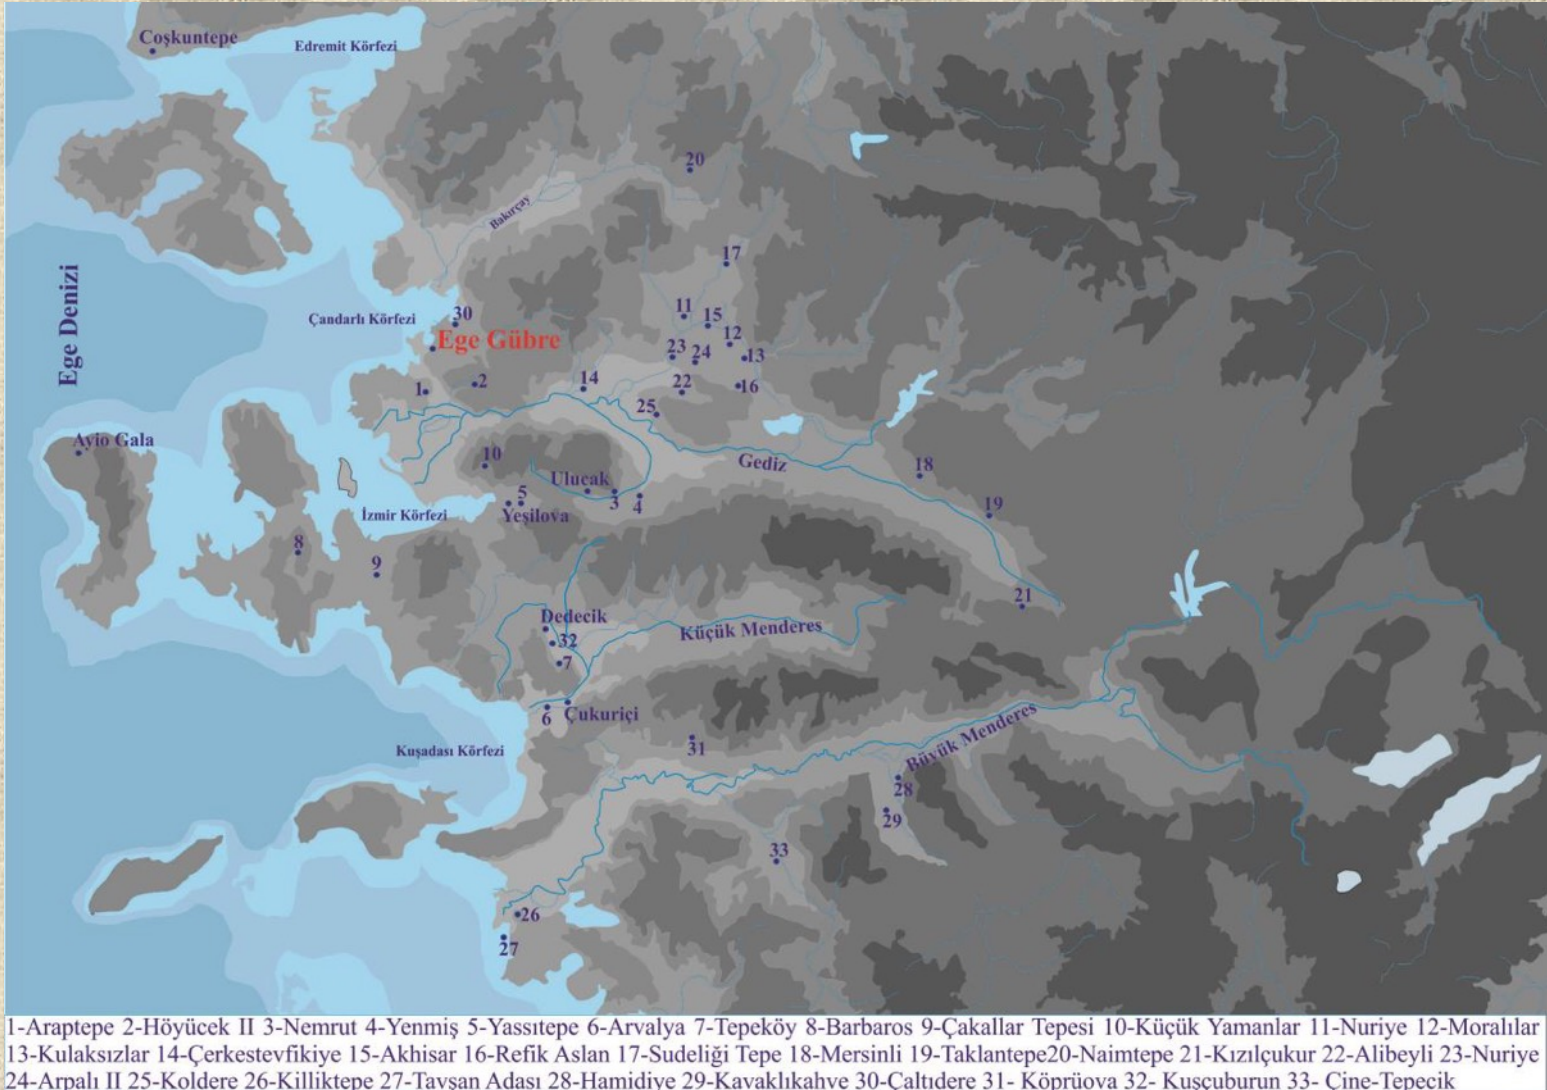 Coşkuntepe
Edremit Körfezi
20
Bakırçay
17
Ege Denizi
Çandarlı Körfezi
30
11
15
12
Ege Gübre
23
24
13
1
2
14
22
16
25
Ayio Gala
10
Gediz
18
Ulucak
5
3
4
19
İzmir Körfezi
Yeşilova
8
9
21
Dedecik
32
Küçük Menderes
7
6
Çukuriçi
Kuşadası Körfezi
31
Büyük Menderes
28
29
33
26
27
1-Araptepe 2-Höyücek II 3-Nemrut 4-Yenmiş 5-Yassıtepe 6-Arvalya 7-Tepeköy 8-Barbaros 9-Çakallar Tepesi 10-Küçük Yamanlar 11-Nuriye 12-Moralılar
13-Kulaksızlar 14-Çerkestevfikiye 15-Akhisar 16-Refik Aslan 17-Sudeliği Tepe 18-Mersinli 19-Taklantepe20-Naimtepe 21-Kızılçukur 22-Alibeyli 23-Nuriye
24-Arpalı II 25-Koldere 26-Killiktepe 27-Tavşan Adası 28-Hamidiye 29-Kavaklıkahve 30-Çaltıdere 31- Köprüova 32- Kuşçuburun 33- Çine-Tepecik